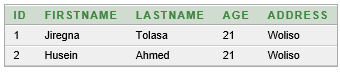 ID FIRSTNAME LASTNAME AGE ADDRESS
1 Jiregna Tolasa 21 Woliso
2 Husein Ahmed 21 Woliso